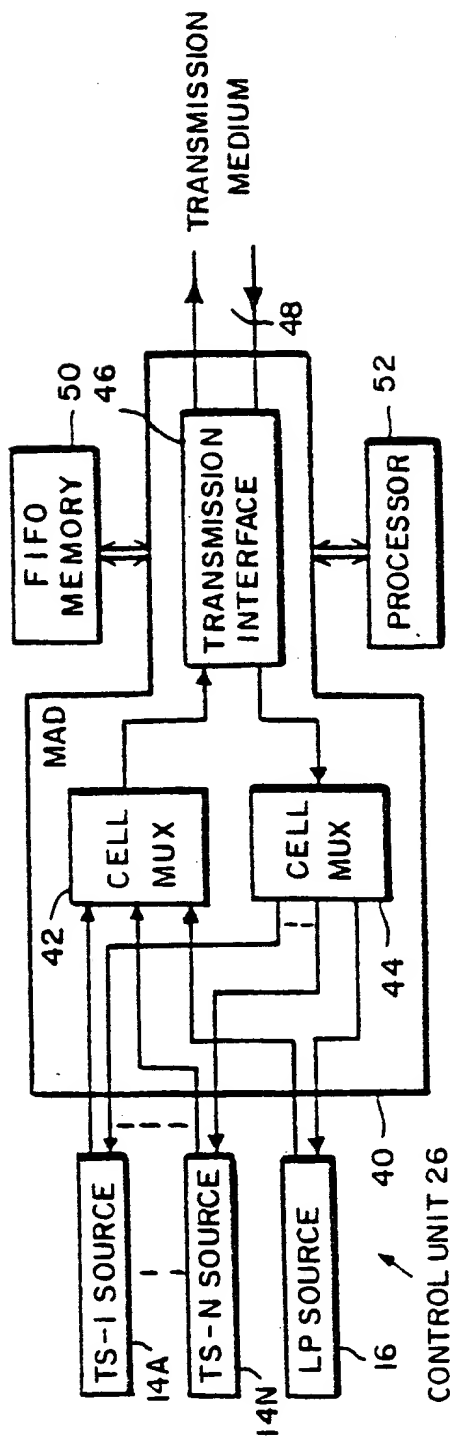 FIFO
MEMORY
50
46
TRANSMISSION
MEDIUM
MAD
42
CELL
MUX
TRANSMISSION
INTERFACE
48
TS-1 SOURCE
14A
TS-N SOURCE
14N
LP SOURCE
16
CELL
MUX
44
40
PROCESSOR
52
CONTROL UNIT 26